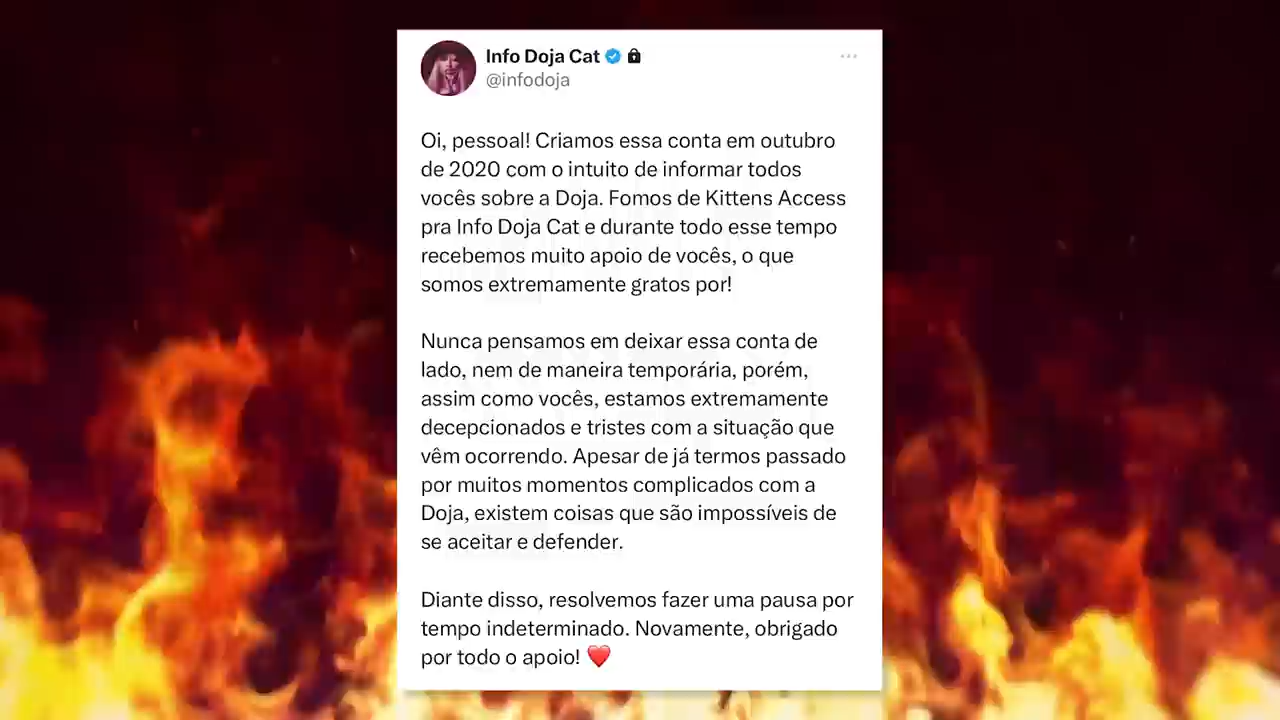 Info Doja Cat
@infodoja
Oi, pessoal! Criamos essa conta em outubro
de 2020 com o intuito de informar todos
vocês sobre a Doja. Fomos de Kittens Access
pra Info Doja Cat e durante todo esse tempo
recebemos muito apoio de vocês, o que
somos extremamente gratos por!
Nunca pensamos em deixar essa conta de
lado, nem de maneira temporária, porém,
assim como vocês, estamos extremamente
decepcionados e tristes com a situação que
vêm ocorrendo. Apesar de já termos passado
por muitos momentos complicados com a
Doja, existem coisas que são impossíveis de
se aceitar e defender.
Diante disso, resolvemos fazer uma pausa por
tempo indeterminado. Novamente, obrigado
por todo o apoio! ❤️